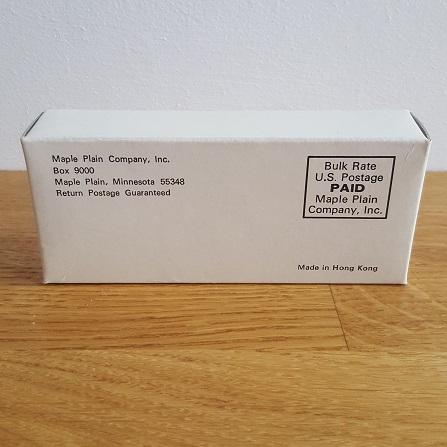 Maple Plain Company, Inc.
Box 9000
Maple Plain, Minnesota 55348
Return Postage Guaranteed
Bulk Rate
U.S. Postage
PAID
Maple Plain
Company, Inc.
Made in Hong Kong